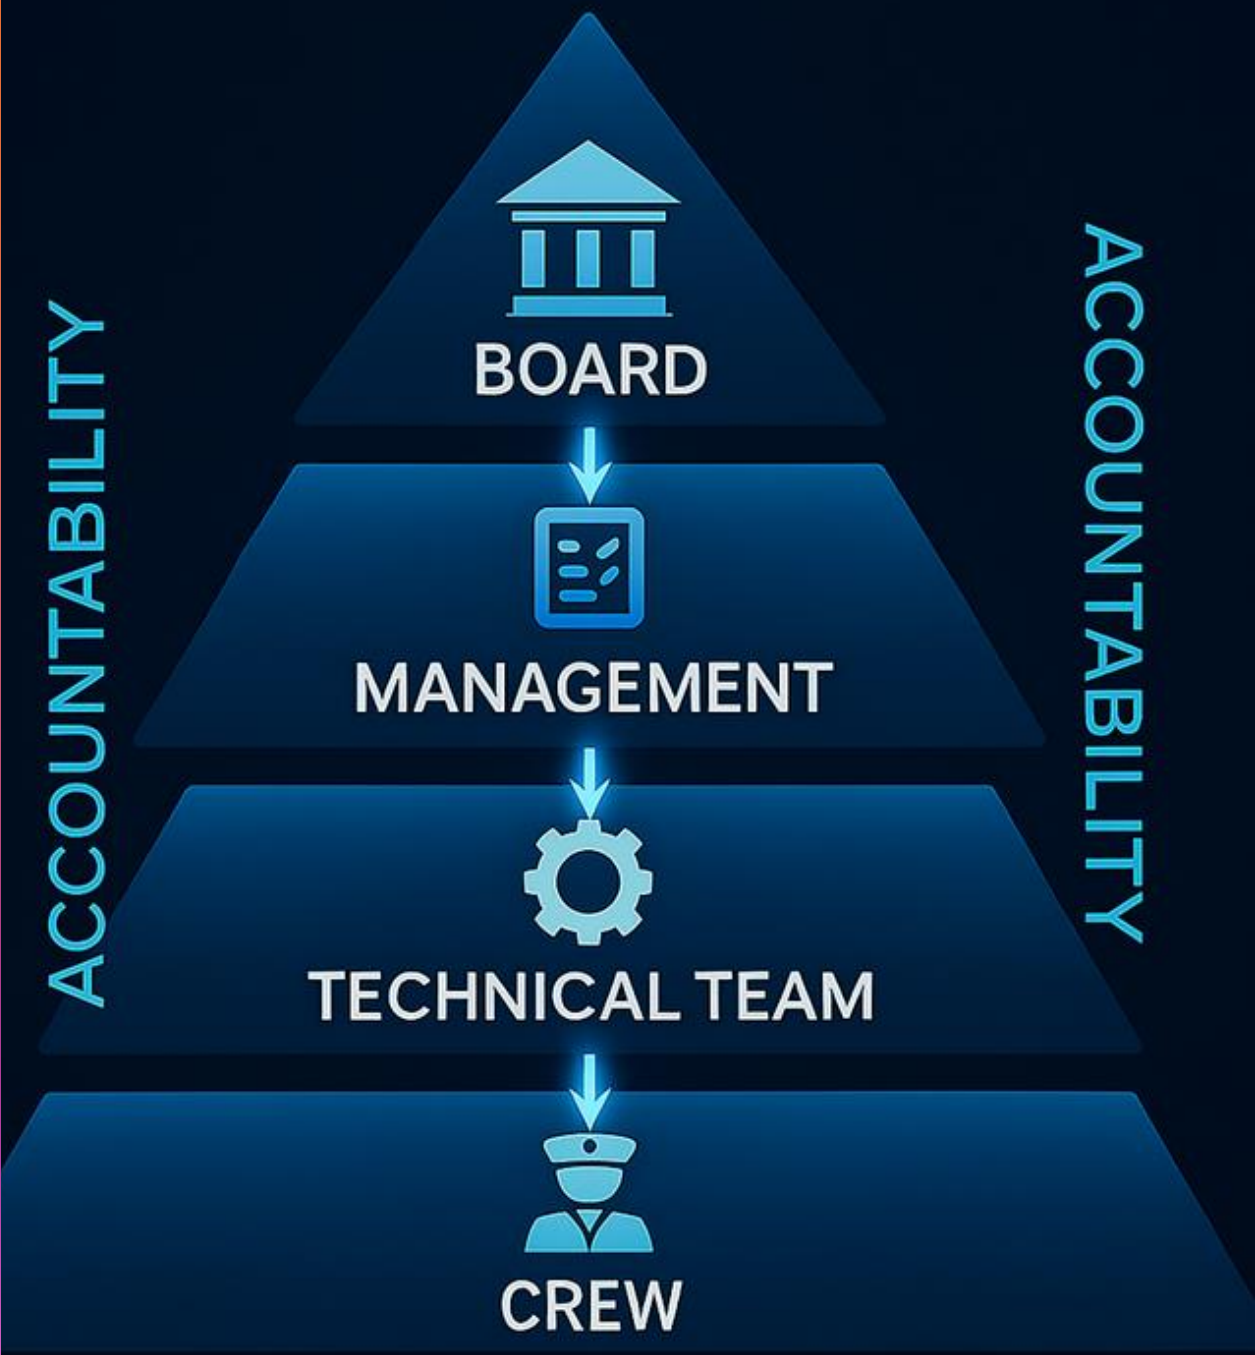 BOARD
MANAGEMENT
TECHNICAL TEAM
CREW
ACCOUNTABILITY
ACCOUNTABILITY